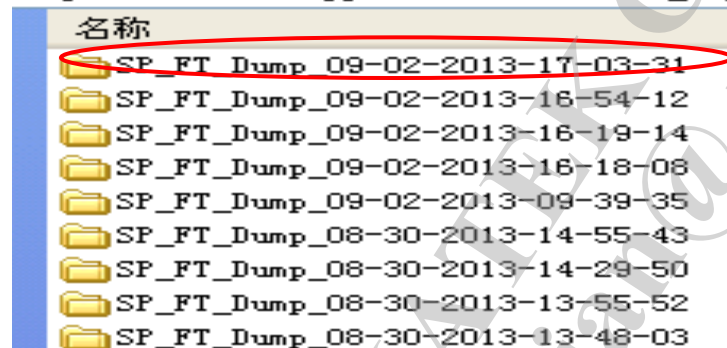 名称
SP_FT_Dump_09-02-2013-17-03-31
SP_FT_Dump_09-02-2013-16-54-12
SP_FT_Dump_09-02-2013-16-19-14
SP_FT_Dump_09-02-2013-16-18-08
SP_FT_Dump_09-02-2013-09-39-35
SP_FT_Dump_08-30-2013-14-55-43
SP_FT_Dump_08-30-2013-14-29-50
SP_FT_Dump_08-30-2013-13-55-52
SP_FT_Dump_08-30-2013-13-48-03